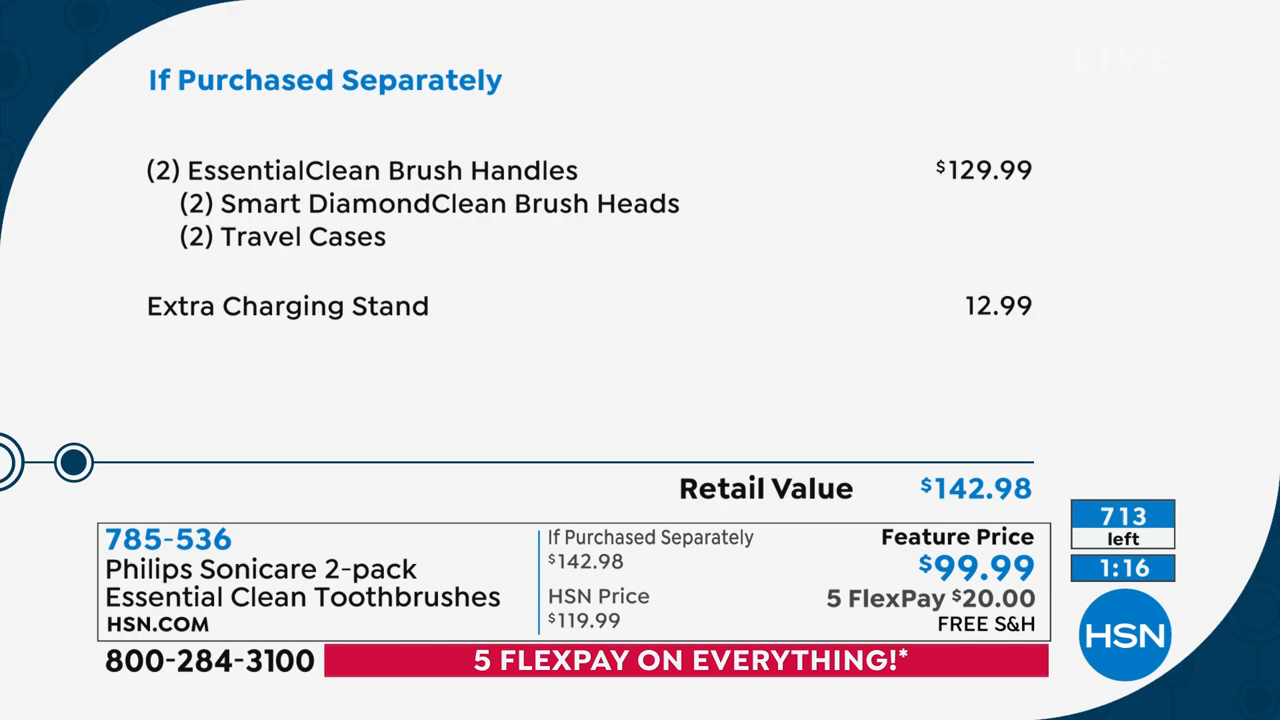 LIVE
If Purchased Separately
(2) EssentialClean Brush Handles $129.99
(2) Smart DiamondClean Brush Heads
(2) Travel Cases
Extra Charging Stand 12.99
Retail Value $142.98
785-536
Philips Sonicare 2-pack
Essential Clean Toothbrushes
HSN.COM
If Purchased Separately
$142.98
HSN Price
$119.99
Feature Price
$99.99
5 FlexPay $20.00
FREE S&H
713
left
1:16
HSN
800-284-3100
5 FLEXPAY ON EVERYTHING!*